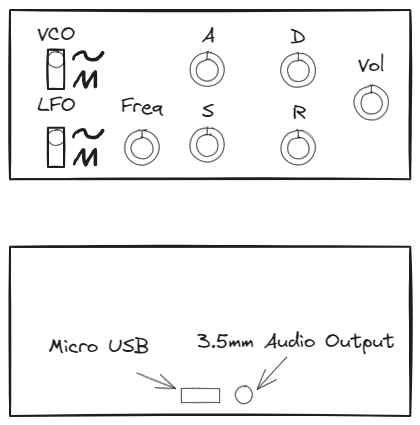 VCO
A
D
Vol
LFO
Freq
S
R
Micro USB
3.5mm Audio Output